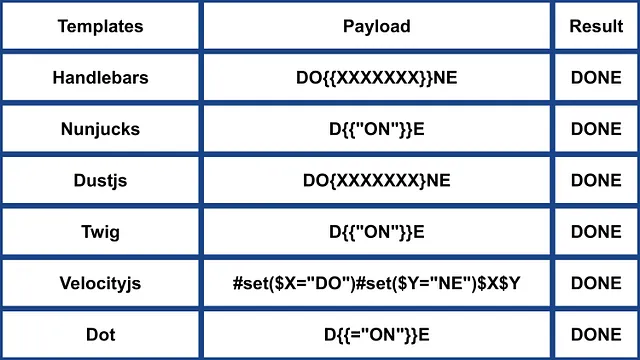 Templates Payload Result
Handlebars DO{{XXXXXXX}}NE DONE
Nunjucks D{{"ON"}}E DONE
Dustjs DO{XXXXXXX}NE DONE
Twig D{{"ON"}}E DONE
Velocityjs #set($X="DO")#set($Y="NE")$X$Y DONE
Dot D{{="ON"}}E DONE